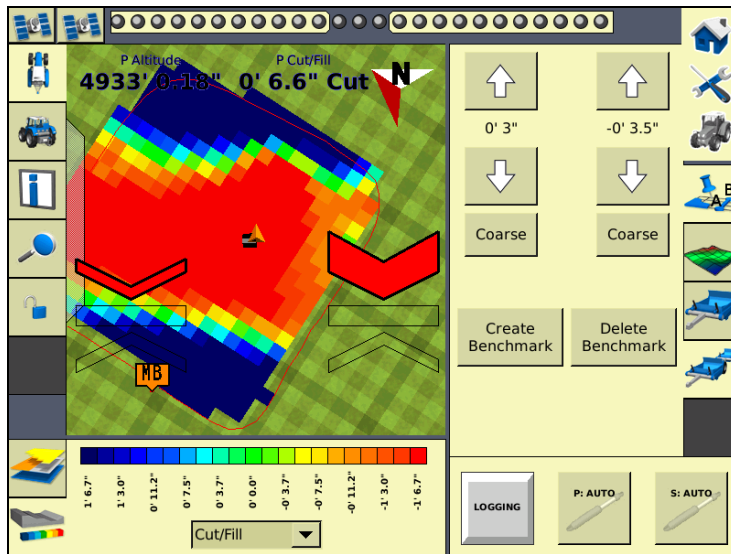 P Altitude
4933' 0.18"
P Cut/Fill
0' 6.6" Cut
N
A B
0' 3"
-0' 3.5"
Coarse
Coarse
Create Benchmark
Delete Benchmark
MB
1' 6.7"
1' 3.0"
0' 11.2"
0' 7.5"
0' 3.7"
0' 0.0"
-0' 3.7"
-0' 7.5"
-0' 11.2"
-1' 3.0"
-1' 6.7"
Cut/Fill
LOGGING
P: AUTO
S: AUTO